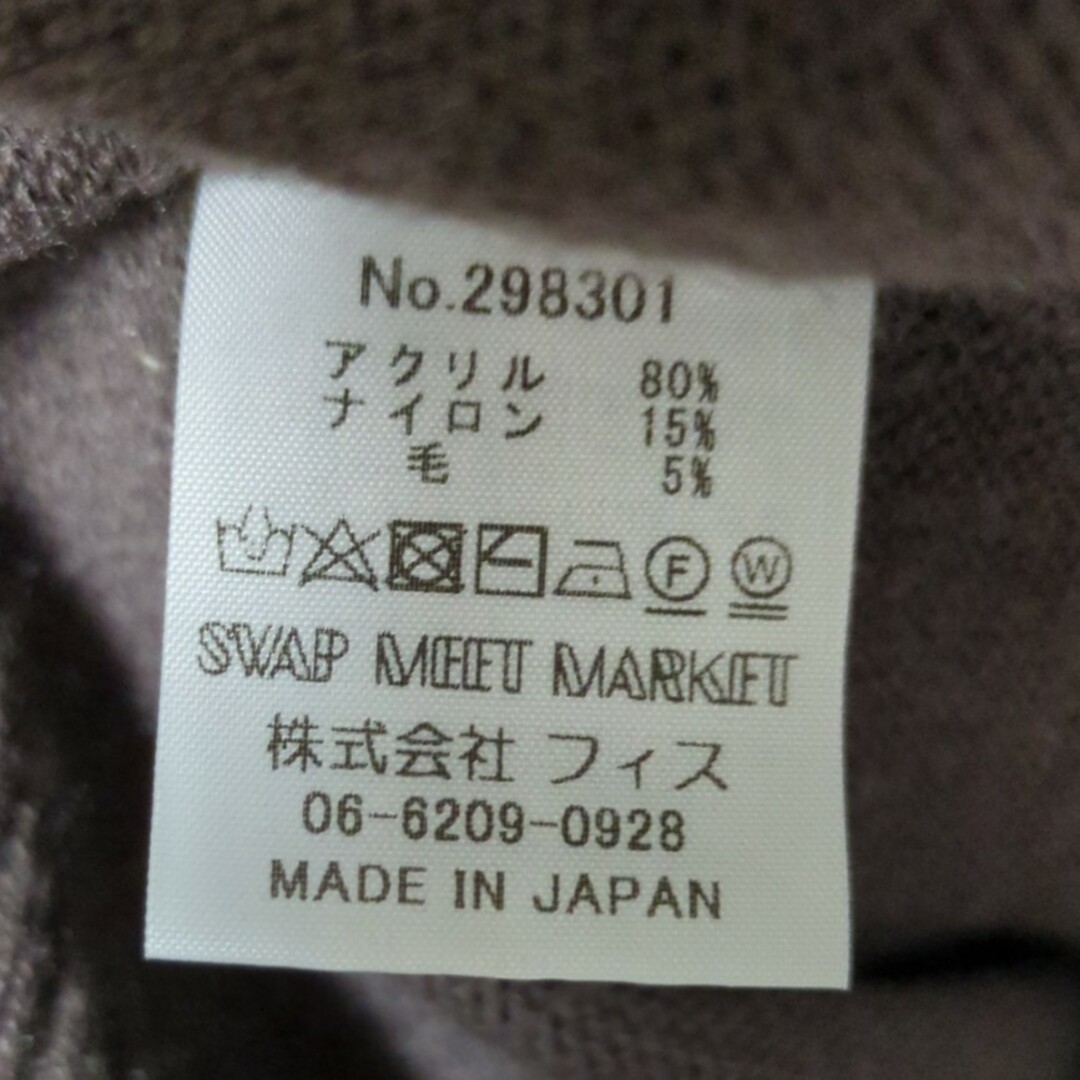 No.298301
アクリル 80%
ナイロン 15%
毛 5%
F W
SWAP MEET MARKET
株式会社 フィス
06-6209-0928
MADE IN JAPAN